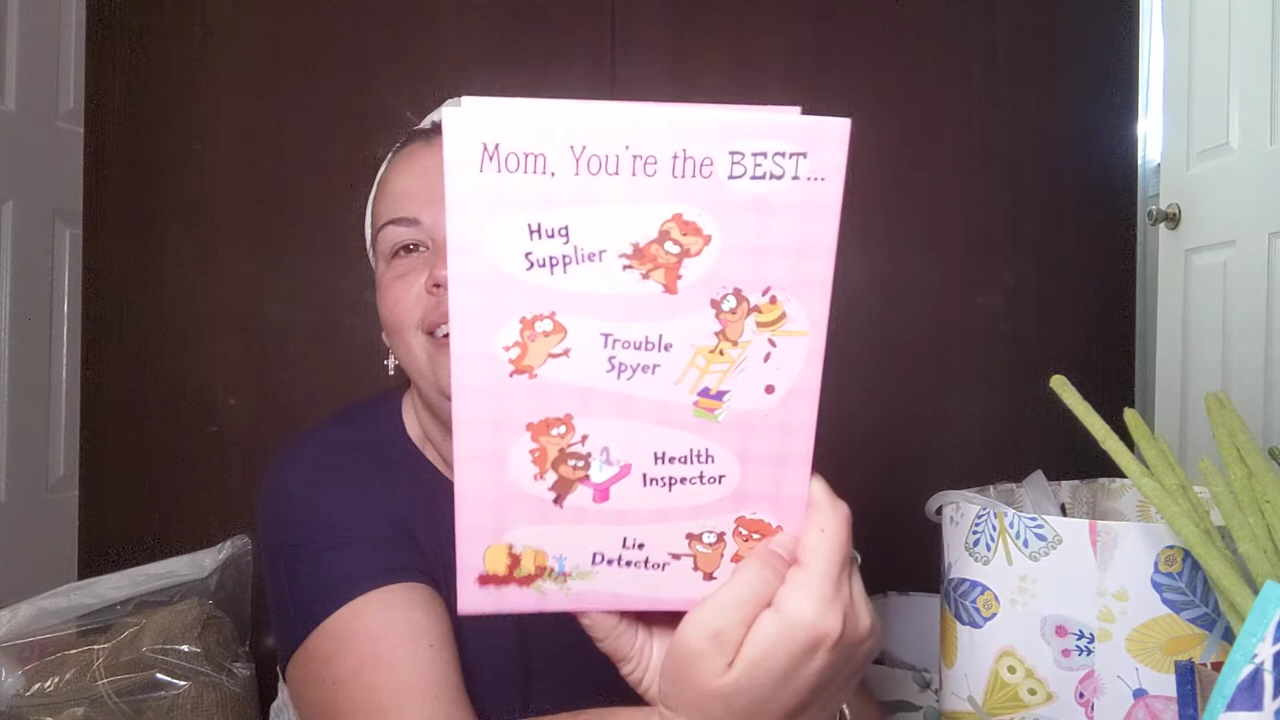 Mom, You're the BEST...
Hug
Supplier
Trouble
Spyer
Health
Inspector
Lie
Detector